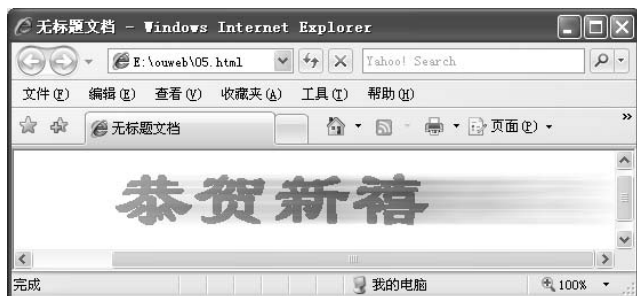 无标题文档 - Windows Internet Explorer
E:\ouweb\05.html Yahoo! Search
文件(F) 编辑(E) 查看(V) 收藏夹(A) 工具(T) 帮助(H)
无标题文档 页面(P)
恭贺新禧
完成 我的电脑 100%